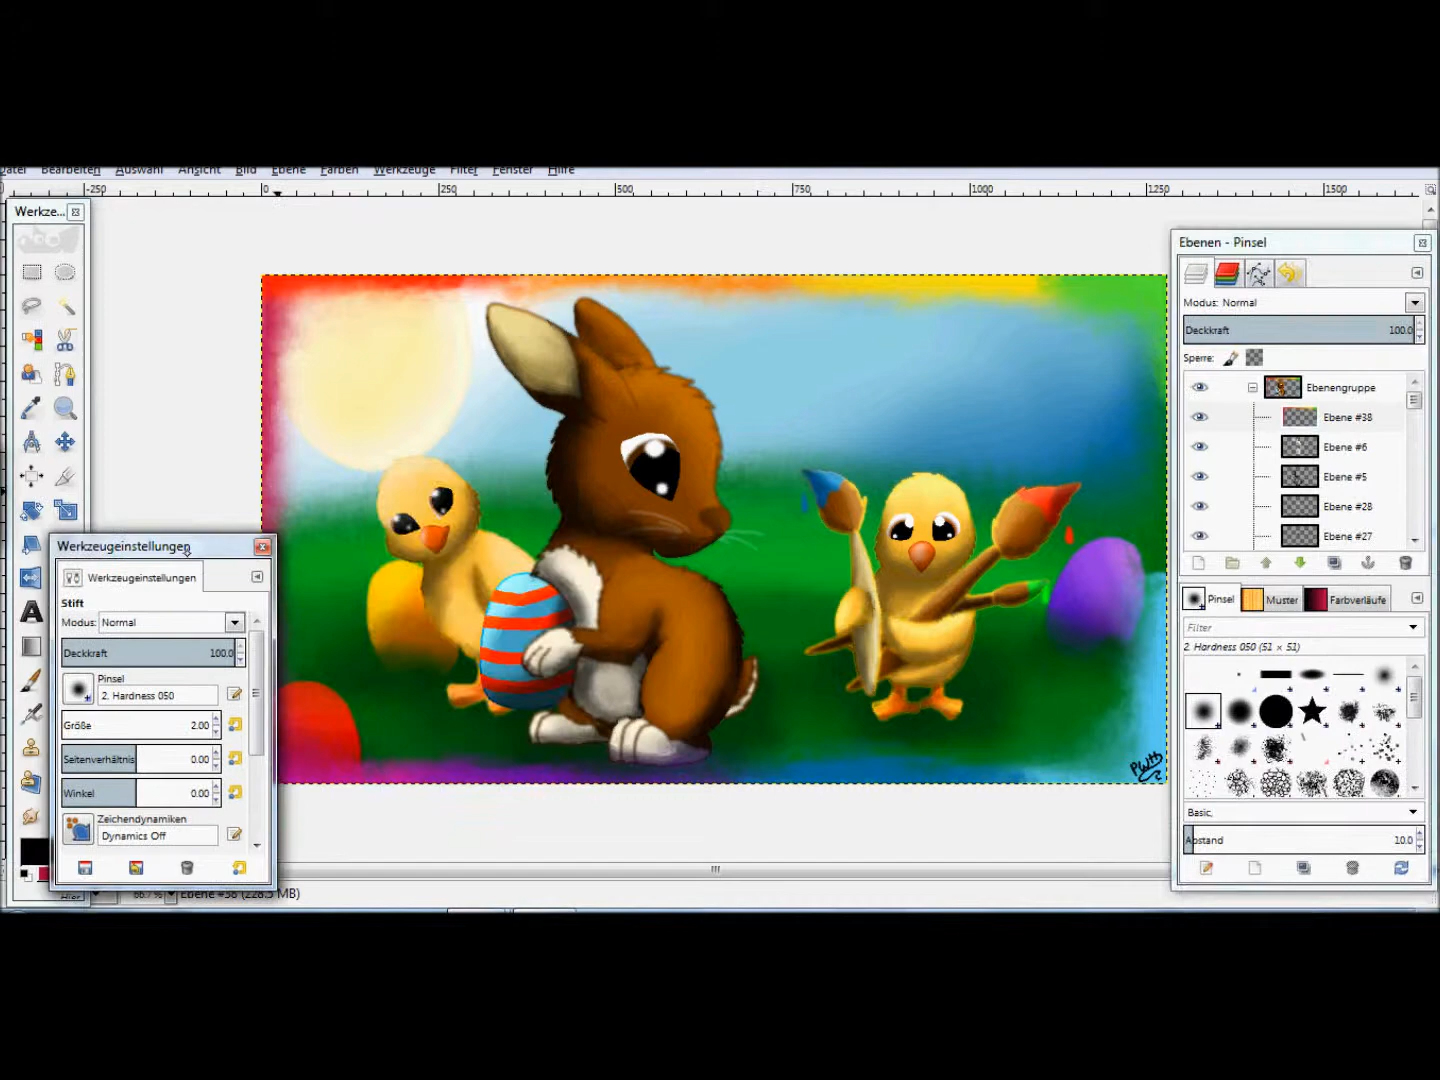 Datei Bearbeiten Auswahl Ansicht Bild Ebene Farben Werkzeuge Filter Fenster Hilfe
-250 0 250 500 750 1000 1250 1500
Werkze...
Ebenen - Pinsel
Modus: Normal
Deckkraft 100.0
Sperre:
Ebenengruppe
Ebene #38
Ebene #6
Ebene #5
Ebene #28
Ebene #27
Pinsel Muster Farbverläufe
Filter
2. Hardness 050 (51 × 51)
Basic,
Abstand 10.0
Werkzeugeinstellungen
Werkzeugeinstellungen
Stift
Modus: Normal
Deckkraft 100.0
Pinsel
2. Hardness 050
Größe 2.00
Seitenverhältnis 0.00
Winkel 0.00
Zeichendynamiken
Dynamics Off
Ebene #38 (228.5 MB)